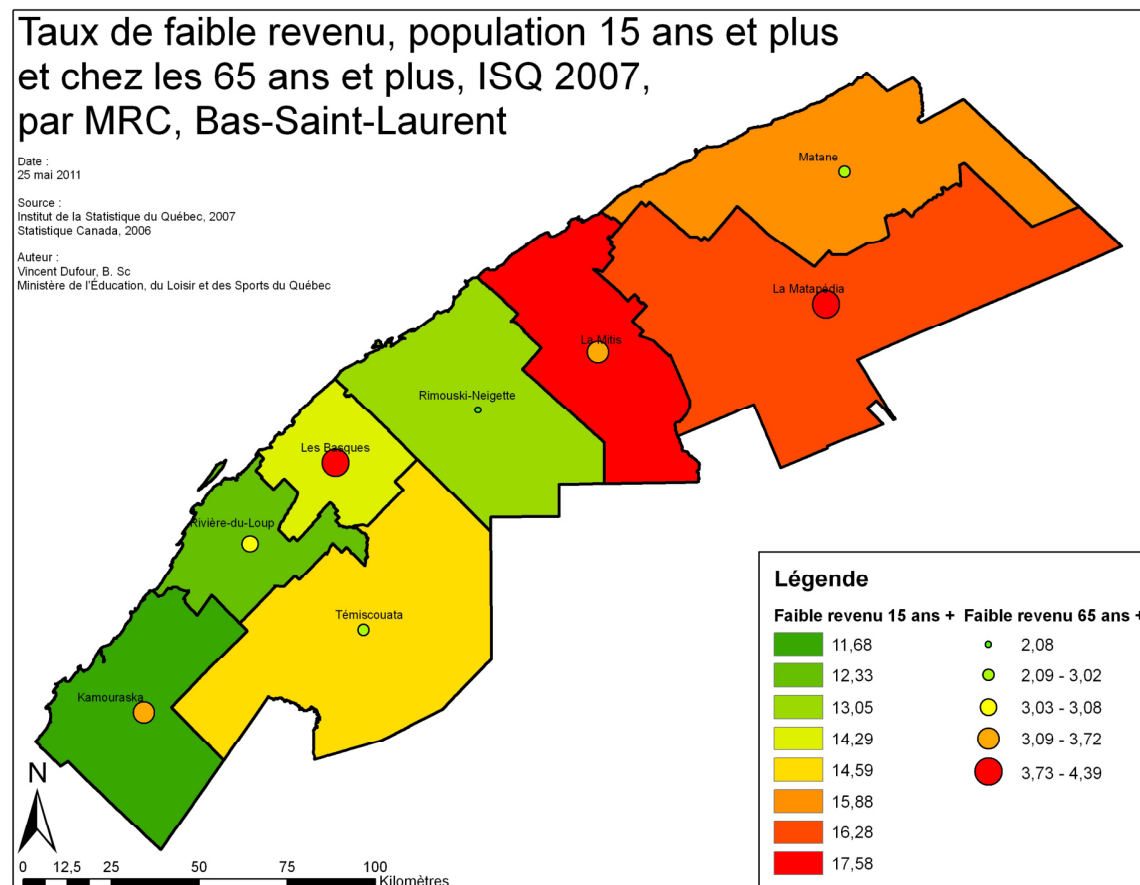 Taux de faible revenu, population 15 ans et plus
et chez les 65 ans et plus, ISQ 2007,
par MRC, Bas-Saint-Laurent
Date :
25 mai 2011
Source :
Institut de la Statistique du Québec, 2007
Statistique Canada, 2006
Auteur :
Vincent Dufour, B. Sc
Ministère de l'Éducation, du Loisir et des Sports du Québec
Matane
La Matapédia
La Mitis
Rimouski-Neigette
Les Basques
Rivière-du-Loup
Témiscouata
Kamouraska
N
0 12,5 25 50 75 100
Kilomètres
Légende
Faible revenu 15 ans + Faible revenu 65 ans +
11,68 2,08
12,33 2,09 - 3,02
13,05 3,03 - 3,08
14,29 3,09 - 3,72
14,59 3,73 - 4,39
15,88
16,28
17,58